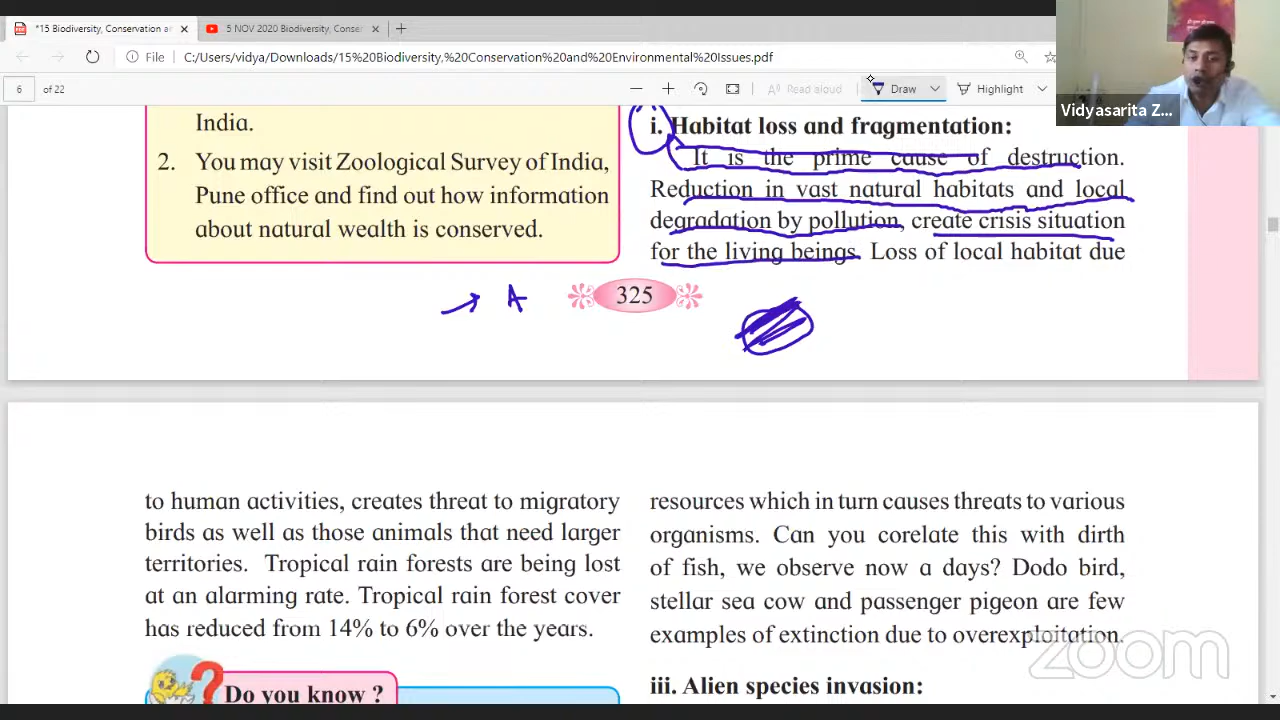 *15 Biodiversity, Conservation ar
5 NOV 2020 Biodiversity, Conser
File C:/Users/vidya/Downloads/15%20Biodiversity,%20Conservation%20and%20Environmental%20Issues.pdf
6 of 22
Read aloud
Draw
Highlight
Vidyasarita Z...
India.
2. You may visit Zoological Survey of India,
Pune office and find out how information
about natural wealth is conserved.
i. Habitat loss and fragmentation:
It is the prime cause of destruction.
Reduction in vast natural habitats and local
degradation by pollution, create crisis situation
for the living beings. Loss of local habitat due
→ A
325
to human activities, creates threat to migratory
birds as well as those animals that need larger
territories. Tropical rain forests are being lost
at an alarming rate. Tropical rain forest cover
has reduced from 14% to 6% over the years.
Do you know ?
resources which in turn causes threats to various
organisms. Can you corelate this with dirth
of fish, we observe now a days? Dodo bird,
stellar sea cow and passenger pigeon are few
examples of extinction due to overexploitation.
iii. Alien species invasion:
zoom